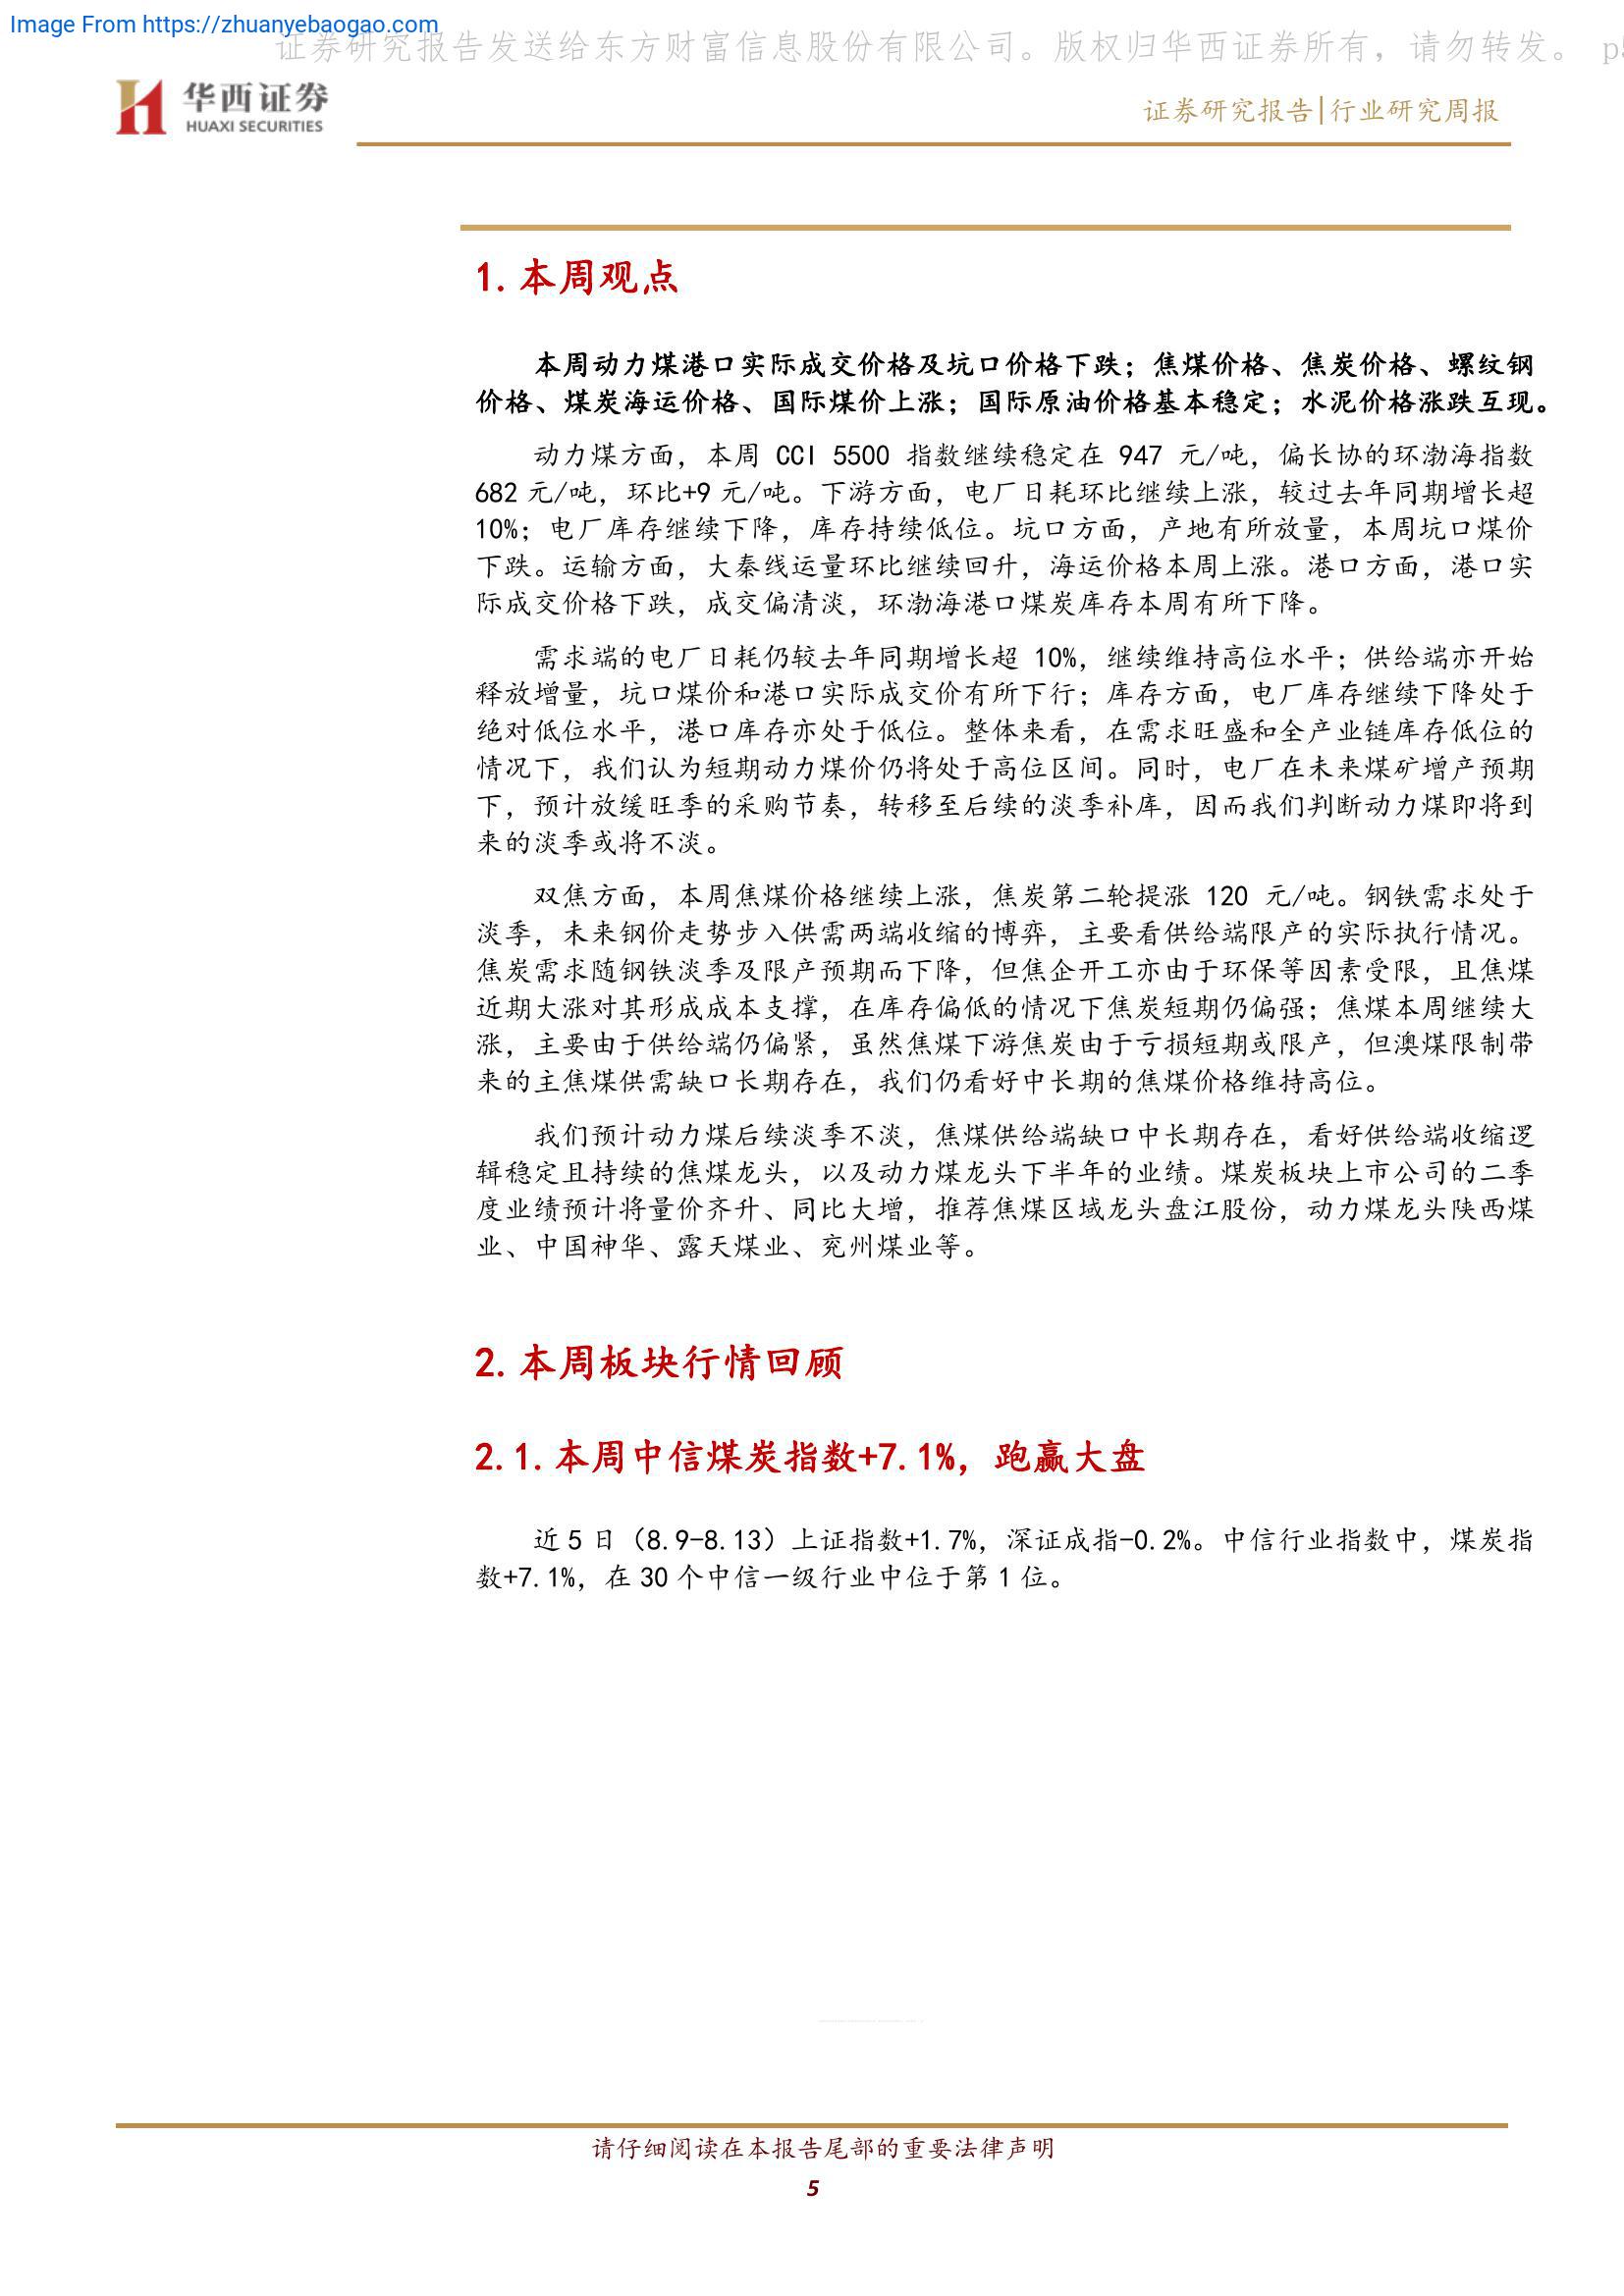 Image From https://zhuanyebaogao.com
证券研究报告发送给东方财富信息股份有限公司。版权归华西证券所有，请勿转发。 p
华西证券
HUAXI SECURITIES
证券研究报告|行业研究周报
1.本周观点
本周动力煤港口实际成交价格及坑口价格下跌；焦煤价格、焦炭价格、螺纹钢
价格、煤炭海运价格、国际煤价上涨；国际原油价格基本稳定；水泥价格涨跌互现。
动力煤方面，本周 CCI 5500 指数继续稳定在 947 元/吨，偏长协的环渤海指数
682 元/吨，环比+9 元/吨。下游方面，电厂日耗环比继续上涨，较过去年同期增长超
10%；电厂库存继续下降，库存持续低位。坑口方面，产地有所放量，本周坑口煤价
下跌。运输方面，大秦线运量环比继续回升，海运价格本周上涨。港口方面，港口实
际成交价格下跌，成交偏清淡，环渤海港口煤炭库存本周有所下降。
需求端的电厂日耗仍较去年同期增长超 10%，继续维持高位水平；供给端亦开始
释放增量，坑口煤价和港口实际成交价有所下行；库存方面，电厂库存继续下降处于
绝对低位水平，港口库存亦处于低位。整体来看，在需求旺盛和全产业链库存低位的
情况下，我们认为短期动力煤价仍将处于高位区间。同时，电厂在未来煤矿增产预期
下，预计放缓旺季的采购节奏，转移至后续的淡季补库，因而我们判断动力煤即将到
来的淡季或将不淡。
双焦方面，本周焦煤价格继续上涨，焦炭第二轮提涨 120 元/吨。钢铁需求处于
淡季，未来钢价走势步入供需两端收缩的博弈，主要看供给端限产的实际执行情况。
焦炭需求随钢铁淡季及限产预期而下降，但焦企开工亦由于环保等因素受限，且焦煤
近期大涨对其形成成本支撑，在库存偏低的情况下焦炭短期仍偏强；焦煤本周继续大
涨，主要由于供给端仍偏紧，虽然焦煤下游焦炭由于亏损短期或限产，但澳煤限制带
来的主焦煤供需缺口长期存在，我们仍看好中长期的焦煤价格维持高位。
我们预计动力煤后续淡季不淡，焦煤供给端缺口中长期存在，看好供给端收缩逻
辑稳定且持续的焦煤龙头，以及动力煤龙头下半年的业绩。煤炭板块上市公司的二季
度业绩预计将量价齐升、同比大增，推荐焦煤区域龙头盘江股份，动力煤龙头陕西煤
业、中国神华、露天煤业、兖州煤业等。
2.本周板块行情回顾
2.1.本周中信煤炭指数+7.1%，跑赢大盘
近 5 日（8.9-8.13）上证指数+1.7%，深证成指-0.2%。中信行业指数中，煤炭指
数+7.1%，在 30 个中信一级行业中位于第 1 位。
请仔细阅读在本报告尾部的重要法律声明
5